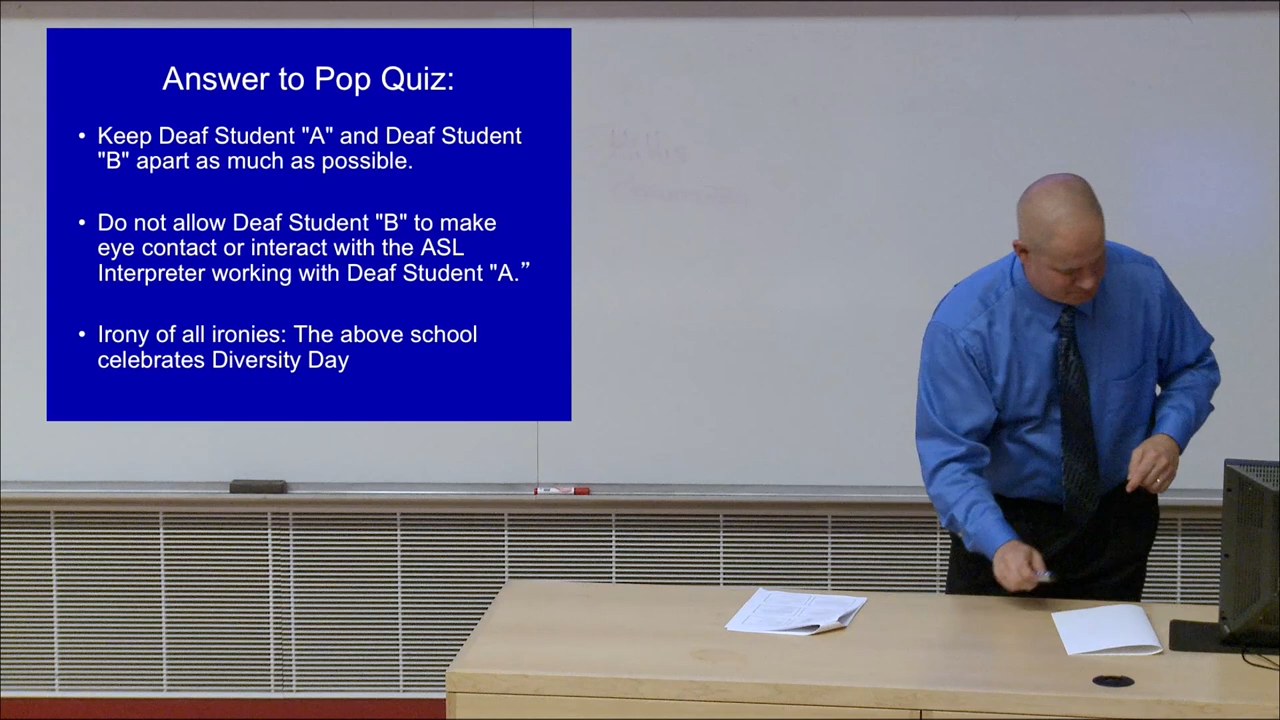 Answer to Pop Quiz:
• Keep Deaf Student "A" and Deaf Student
"B" apart as much as possible.
• Do not allow Deaf Student "B" to make
eye contact or interact with the ASL
Interpreter working with Deaf Student "A.”
• Irony of all ironies: The above school
celebrates Diversity Day